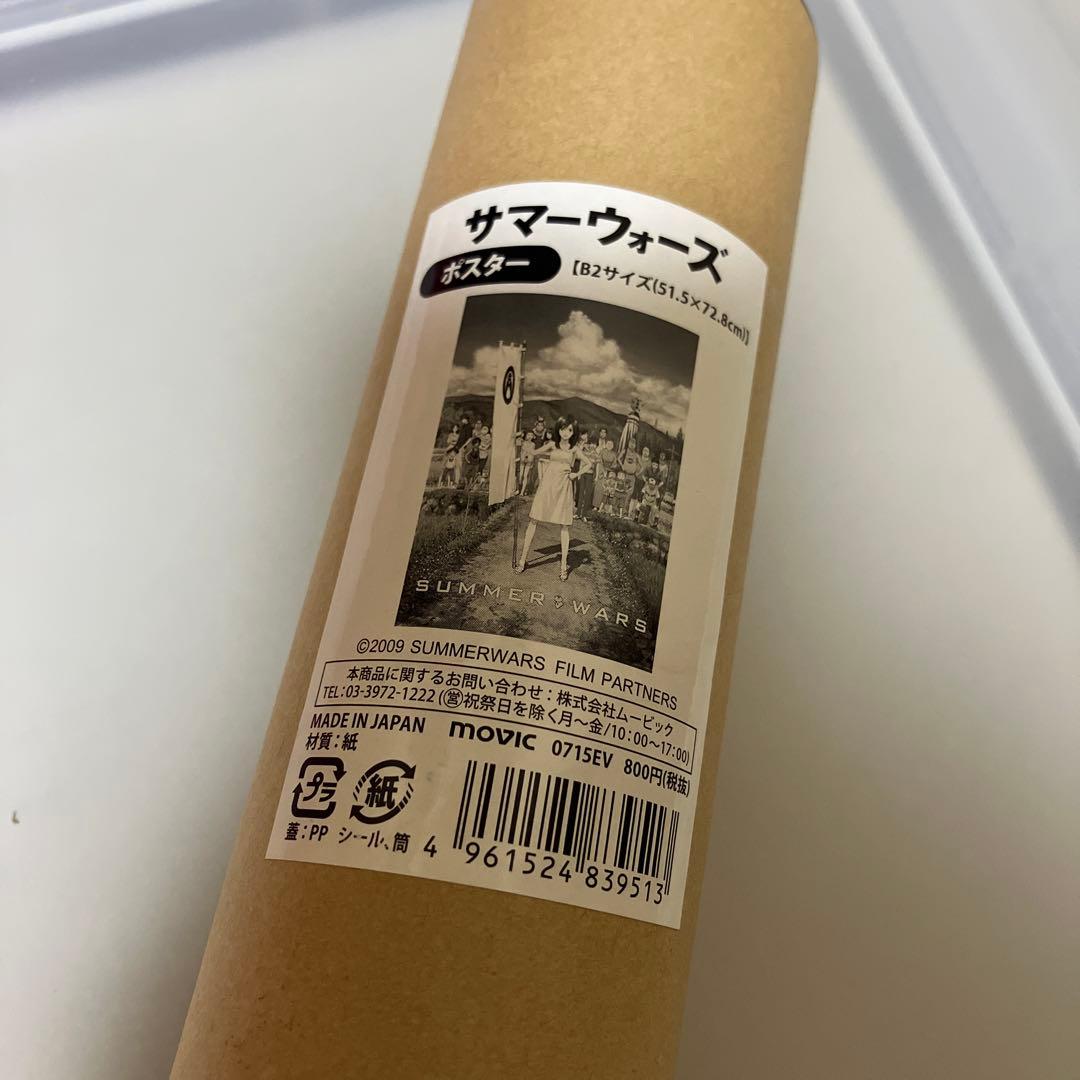 サマーウォーズ
ポスター 【B2サイズ(51.5×72.8cm)】
SUMMER WARS
©2009 SUMMERWARS FILM PARTNERS
本商品に関するお問い合わせ：株式会社ムービック
TEL：03-3972-1222 (㊂祝祭日を除く月～金/10：00～17:00)
MADE IN JAPAN movic 0715EV 800円(税抜)
材質：紙
プラ 紙
蓋：PP シール、筒
4 961524 839513